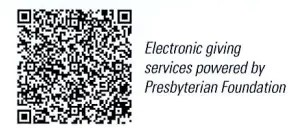 Electronic giving
services powered by
Presbyterian Foundation